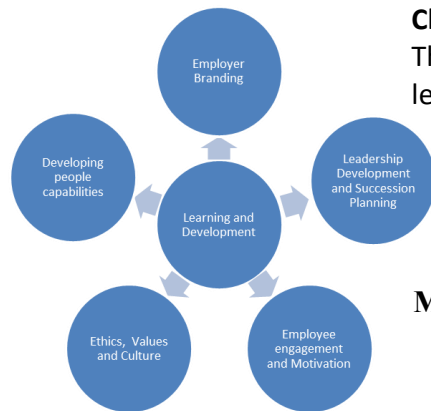 Employer
Branding
Developing
people
capabilities
Learning and
Development
Leadership
Development
and Succession
Planning
Ethics, Values
and Culture
Employee
engagement
and Motivation